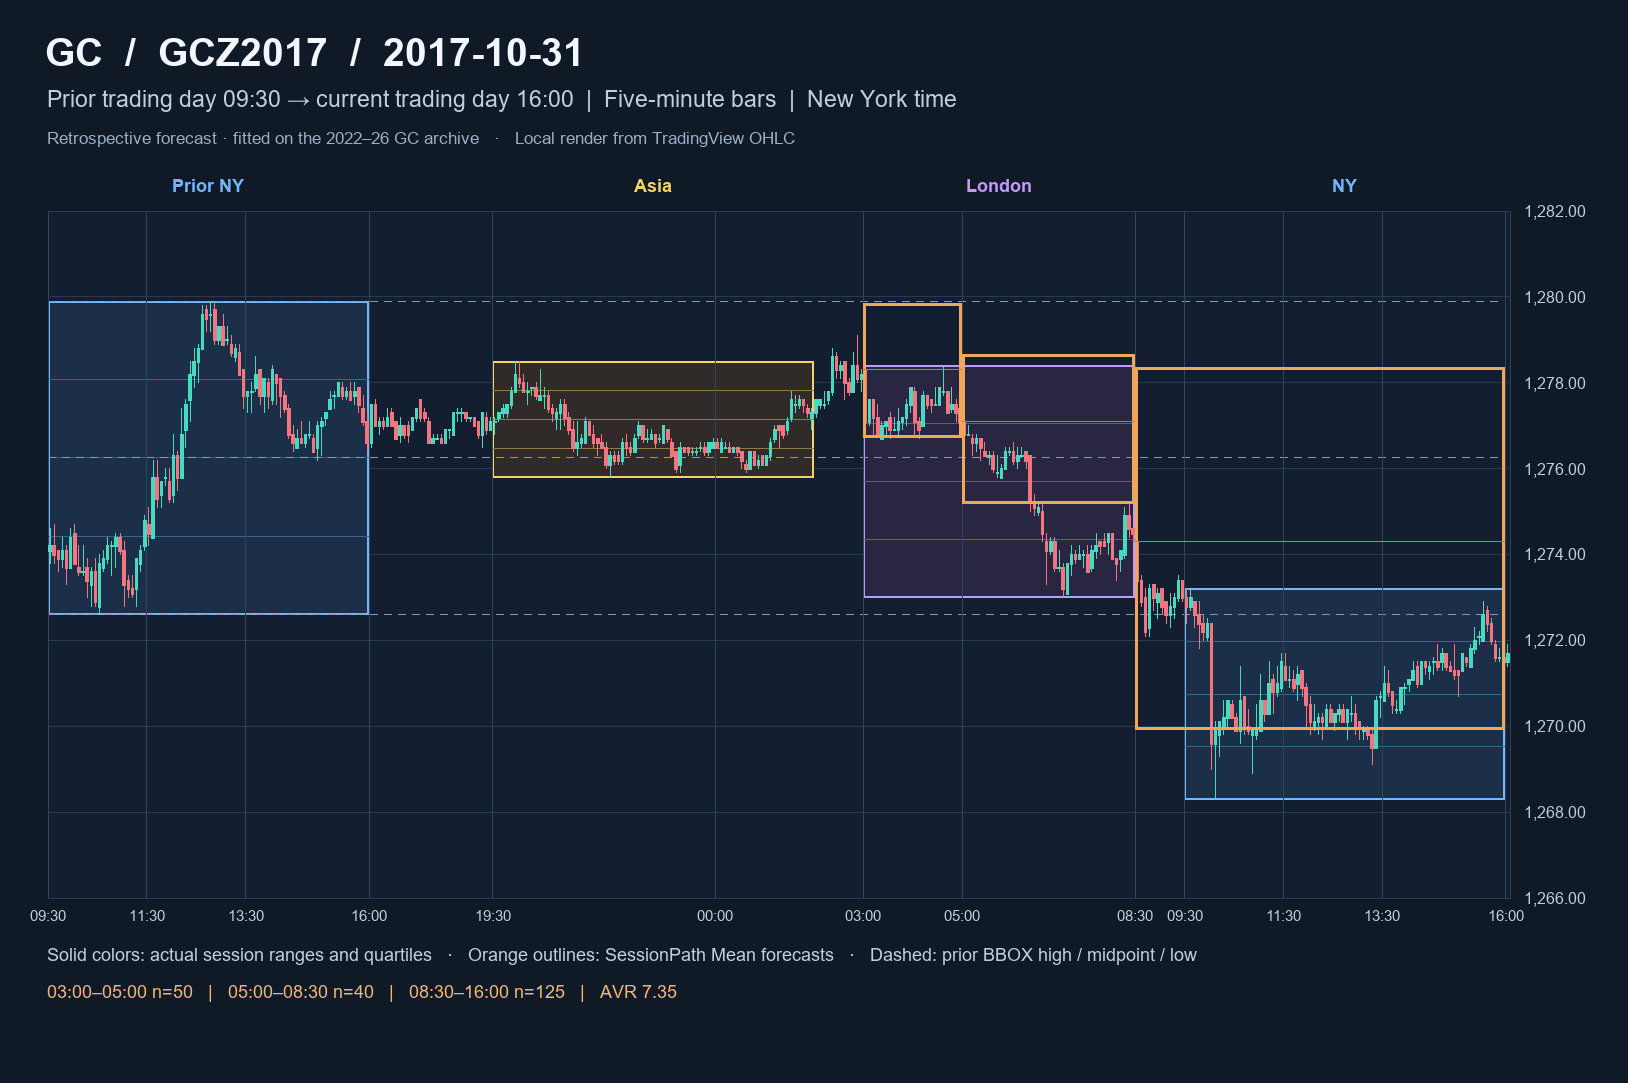 GC / GCZ2017 / 2017-10-31
Prior trading day 09:30 → current trading day 16:00 | Five-minute bars | New York time
Retrospective forecast · fitted on the 2022–26 GC archive · Local render from TradingView OHLC
Prior NY Asia London NY
1,282.00
1,280.00
1,278.00
1,276.00
1,274.00
1,272.00
1,270.00
1,268.00
1,266.00
09:30 11:30 13:30 16:00 19:30 00:00 03:00 05:00 08:30 09:30 11:30 13:30 16:00
Solid colors: actual session ranges and quartiles · Orange outlines: SessionPath Mean forecasts · Dashed: prior BBOX high / midpoint / low
03:00–05:00 n=50 | 05:00–08:30 n=40 | 08:30–16:00 n=125 | AVR 7.35